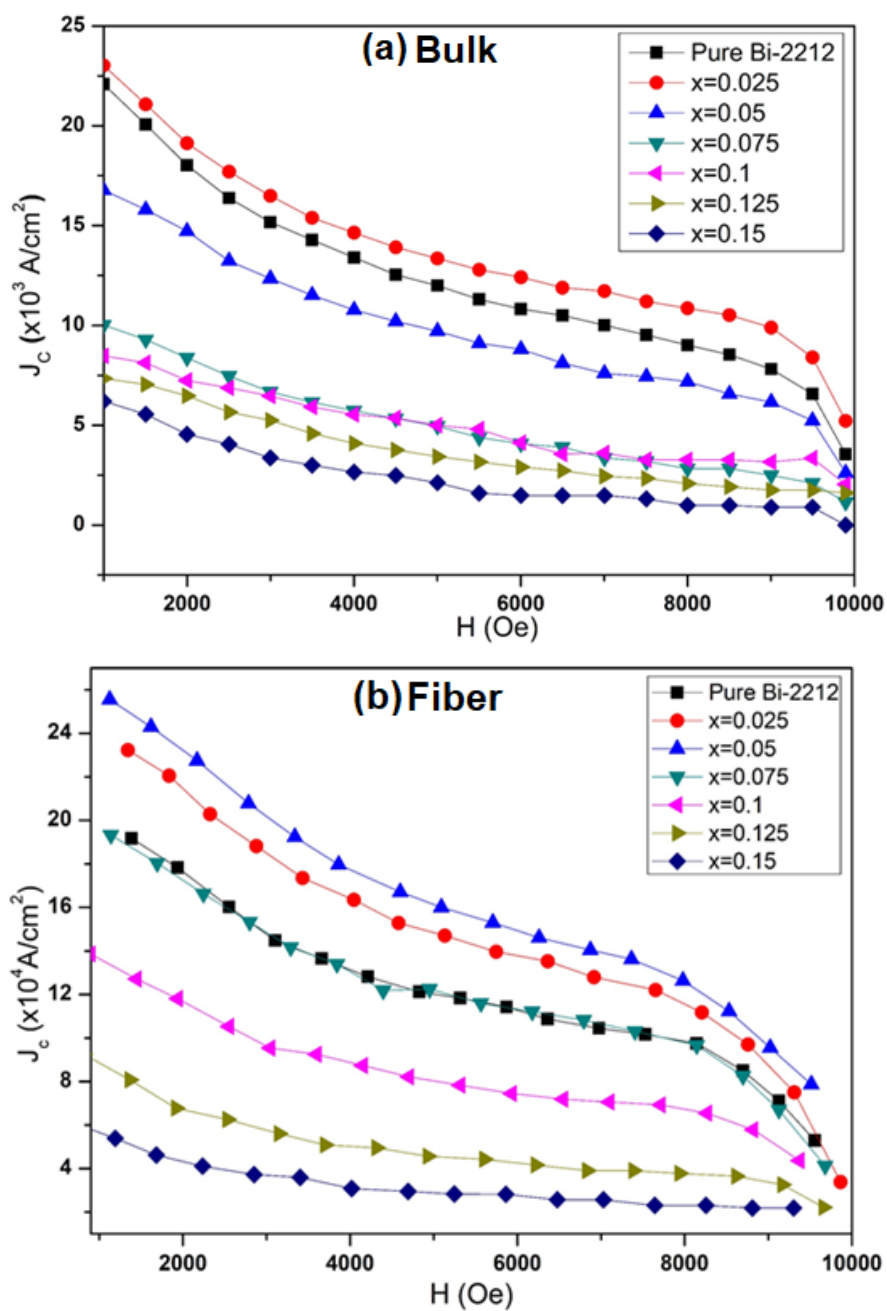 (a) Bulk
25
20
15
10
5
0
J_C (x10³ A/cm²)
Pure Bi-2212
x=0.025
x=0.05
x=0.075
x=0.1
x=0.125
x=0.15
2000 4000 6000 8000 10000
H (Oe)
(b) Fiber
24
20
16
12
8
4
J_c (x10⁴A/cm²)
Pure Bi-2212
x=0.025
x=0.05
x=0.075
x=0.1
x=0.125
x=0.15
2000 4000 6000 8000 10000
H (Oe)